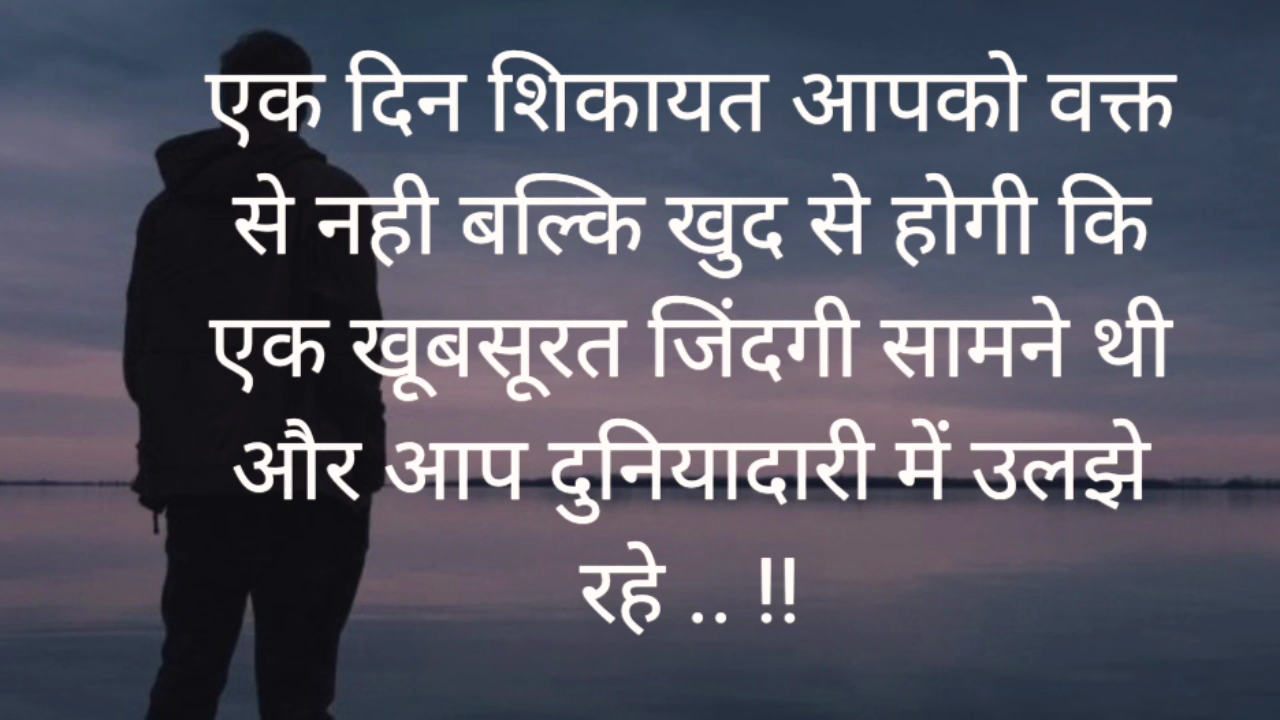 एक दिन शिकायत आपको वक्त
से नही बल्कि खुद से होगी कि
एक खूबसूरत जिंदगी सामने थी
और आप दुनियादारी में उलझे
रहे .. !!